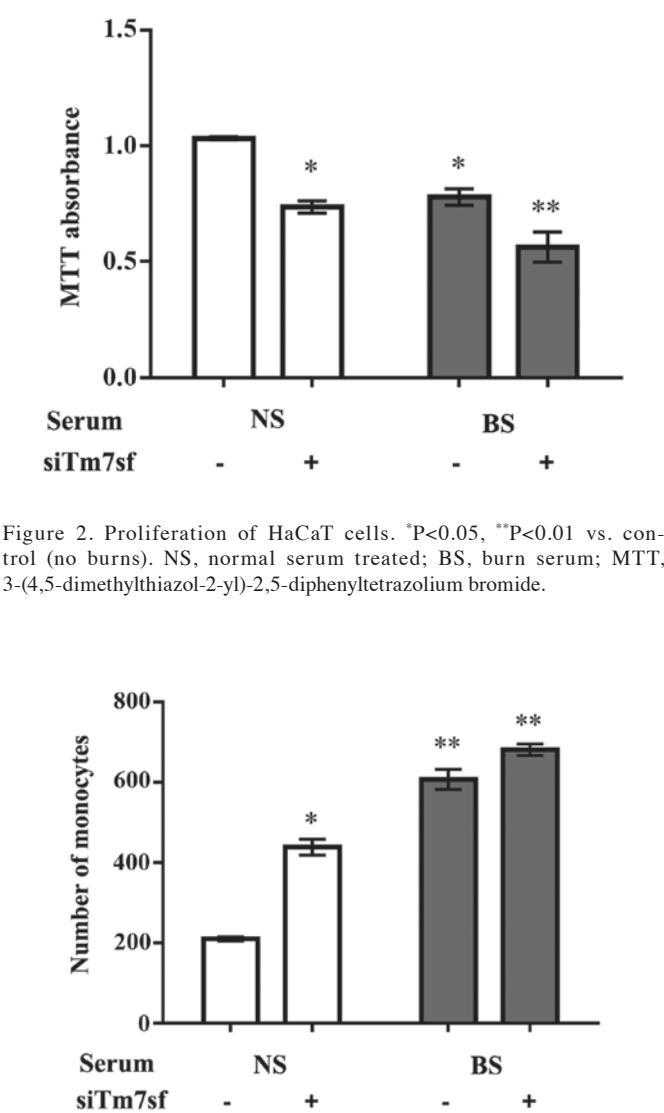 1.5
*
*
1.0
**
MTT absorbance
0.5
0.0
Serum NS BS
siTm7sf - + - +
Figure 2. Proliferation of HaCaT cells. *P<0.05, **P<0.01 vs. con-
trol (no burns). NS, normal serum treated; BS, burn serum; MTT,
3-(4,5-dimethylthiazol-2-yl)-2,5-diphenyltetrazolium bromide.
800
**
**
600
*
Number of monocytes
400
200
0
Serum NS BS
siTm7sf - + - +